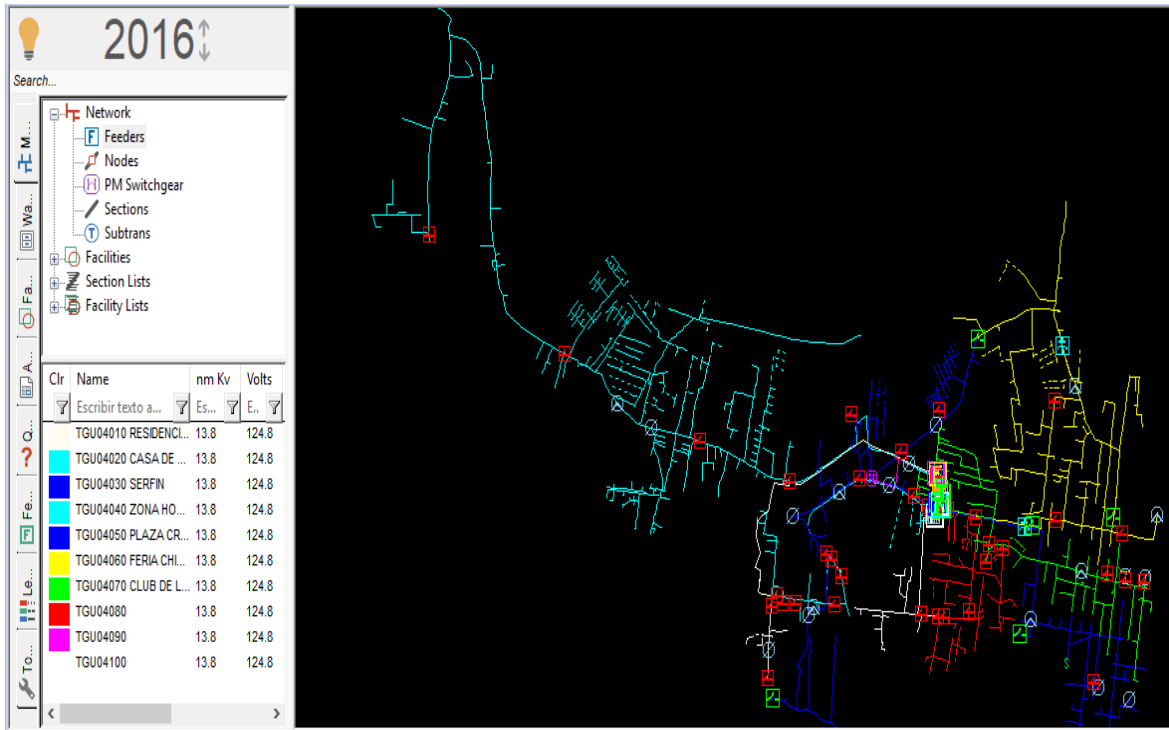 2016
Search...
Network
F Feeders
Nodes
PM Switchgear
Sections
T Subtrans
Facilities
Section Lists
Facility Lists
M...
Wa...
Fa...
A...
Q...
Fe...
Le...
To...
Clr Name nm Kv Volts
Escribir texto a... Es... E..
TGU04010 RESIDENCI... 13.8 124.8
TGU04020 CASA DE ... 13.8 124.8
TGU04030 SERFIN 13.8 124.8
TGU04040 ZONA HO... 13.8 124.8
TGU04050 PLAZA CR... 13.8 124.8
TGU04060 FERIA CHI... 13.8 124.8
TGU04070 CLUB DE L... 13.8 124.8
TGU04080 13.8 124.8
TGU04090 13.8 124.8
TGU04100 13.8 124.8